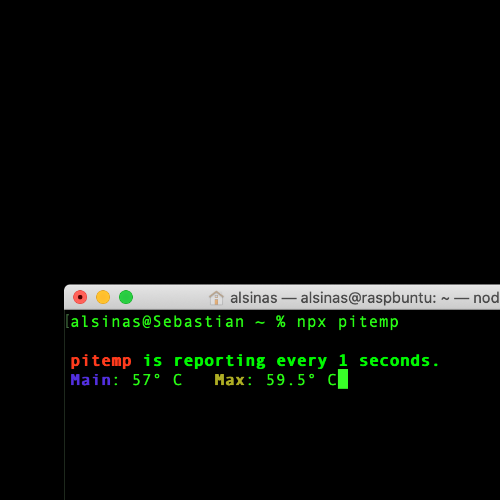 alsinas — alsinas@raspbuntu: ~ — nod
[alsinas@Sebastian ~ % npx pitemp
pitemp is reporting every 1 seconds.
Main: 57° C   Max: 59.5° C